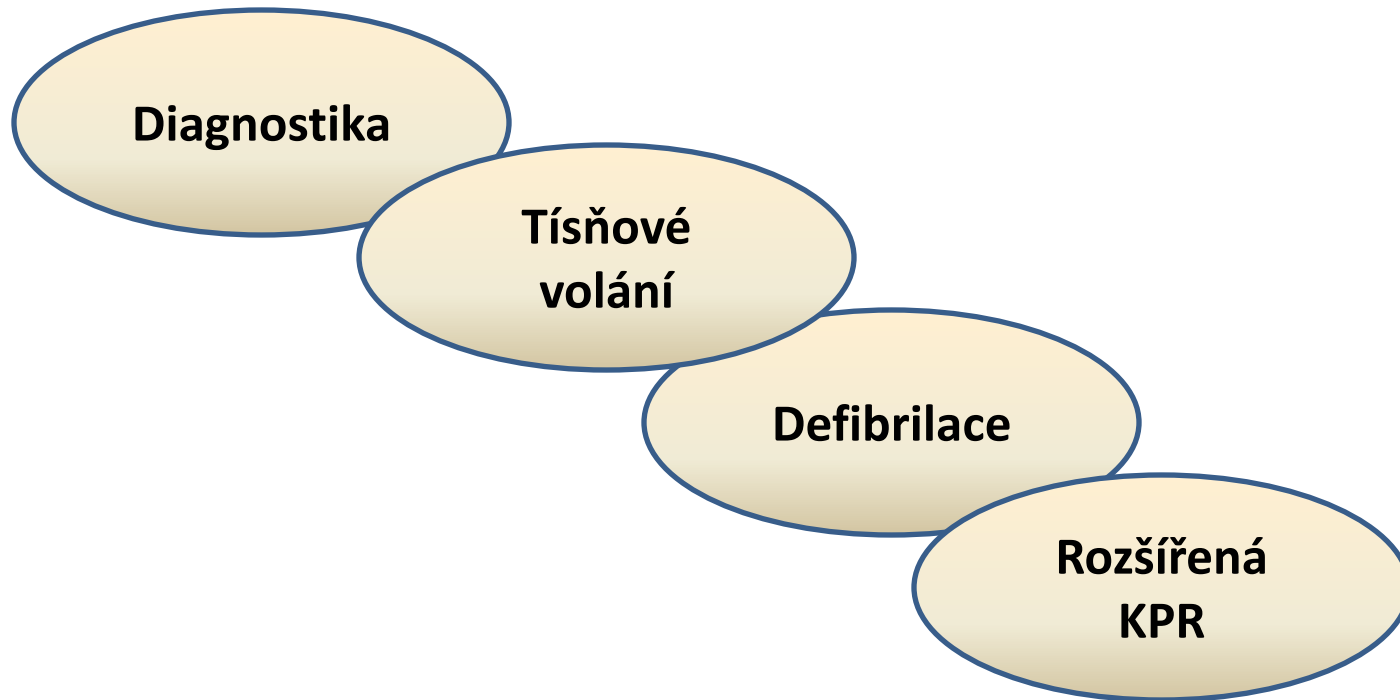 Diagnostika
Tísňové
volání
Defibrilace
Rozšířená
KPR